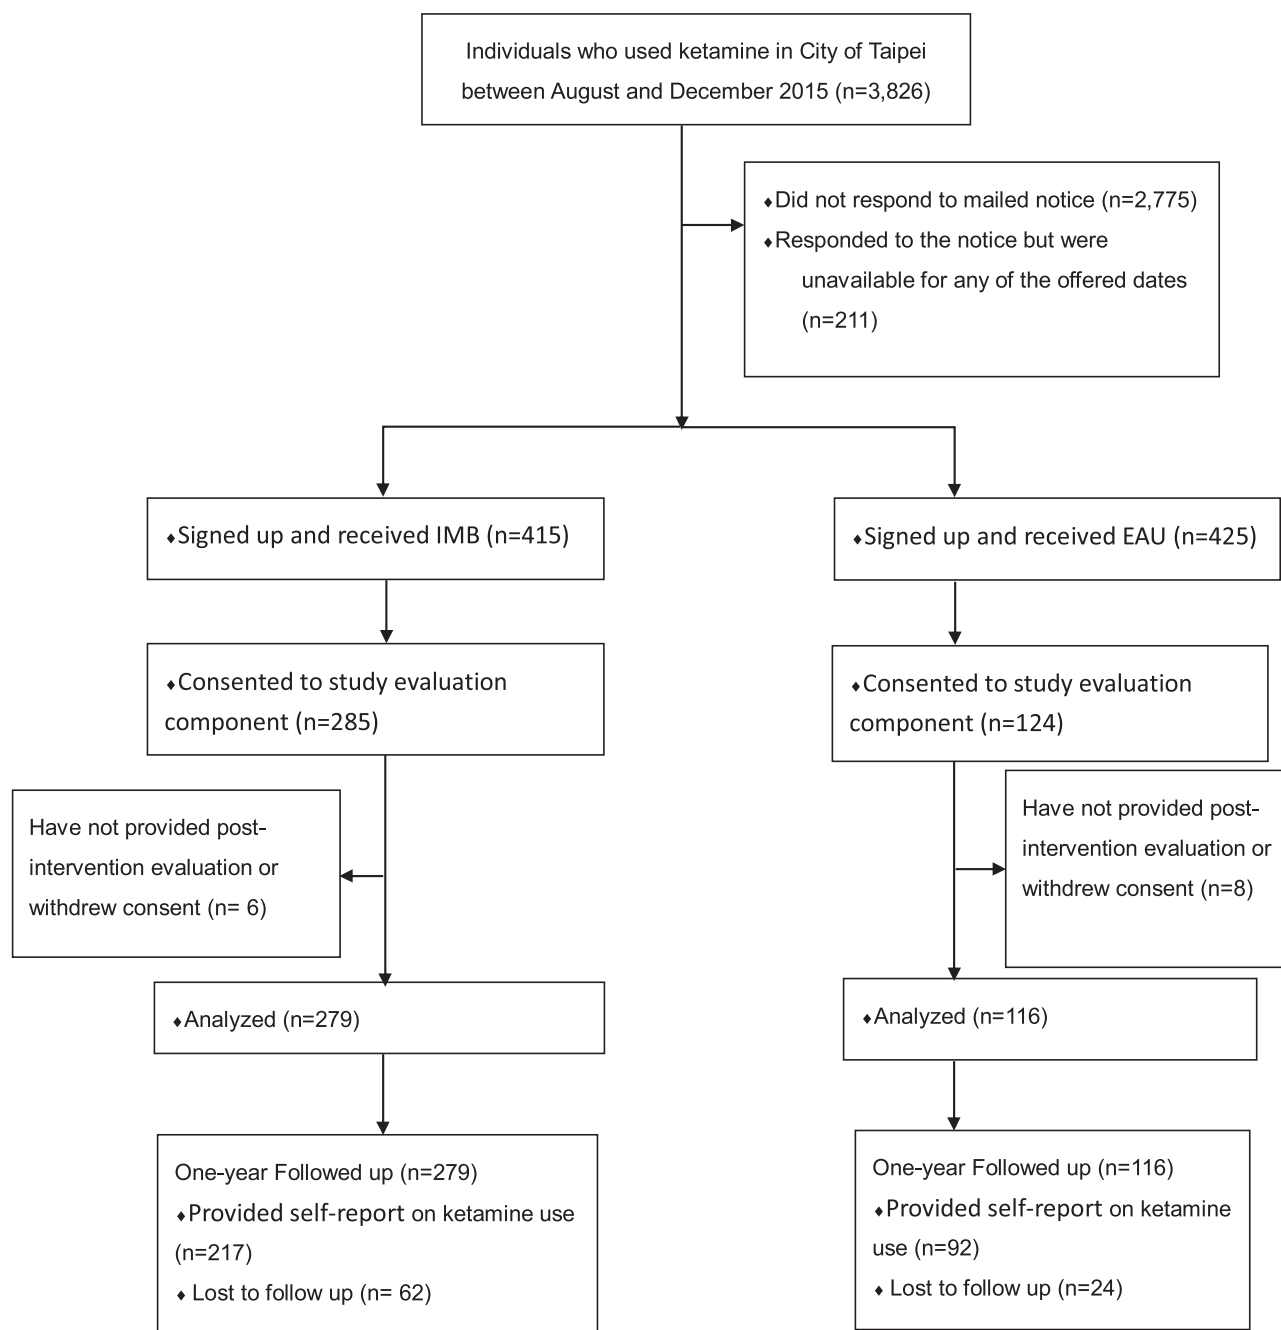 Individuals who used ketamine in City of Taipei
between August and December 2015 (n=3,826)
♦Did not respond to mailed notice (n=2,775)
♦Responded to the notice but were
unavailable for any of the offered dates
(n=211)
♦Signed up and received IMB (n=415)
♦Signed up and received EAU (n=425)
♦Consented to study evaluation
component (n=285)
♦Consented to study evaluation
component (n=124)
Have not provided post-
intervention evaluation or
withdrew consent (n= 6)
Have not provided post-
intervention evaluation or
withdrew consent (n=8)
♦Analyzed (n=279)
♦Analyzed (n=116)
One-year Followed up (n=279)
♦Provided self-report on ketamine use
(n=217)
♦ Lost to follow up (n= 62)
One-year Followed up (n=116)
♦Provided self-report on ketamine
use (n=92)
♦ Lost to follow up (n=24)